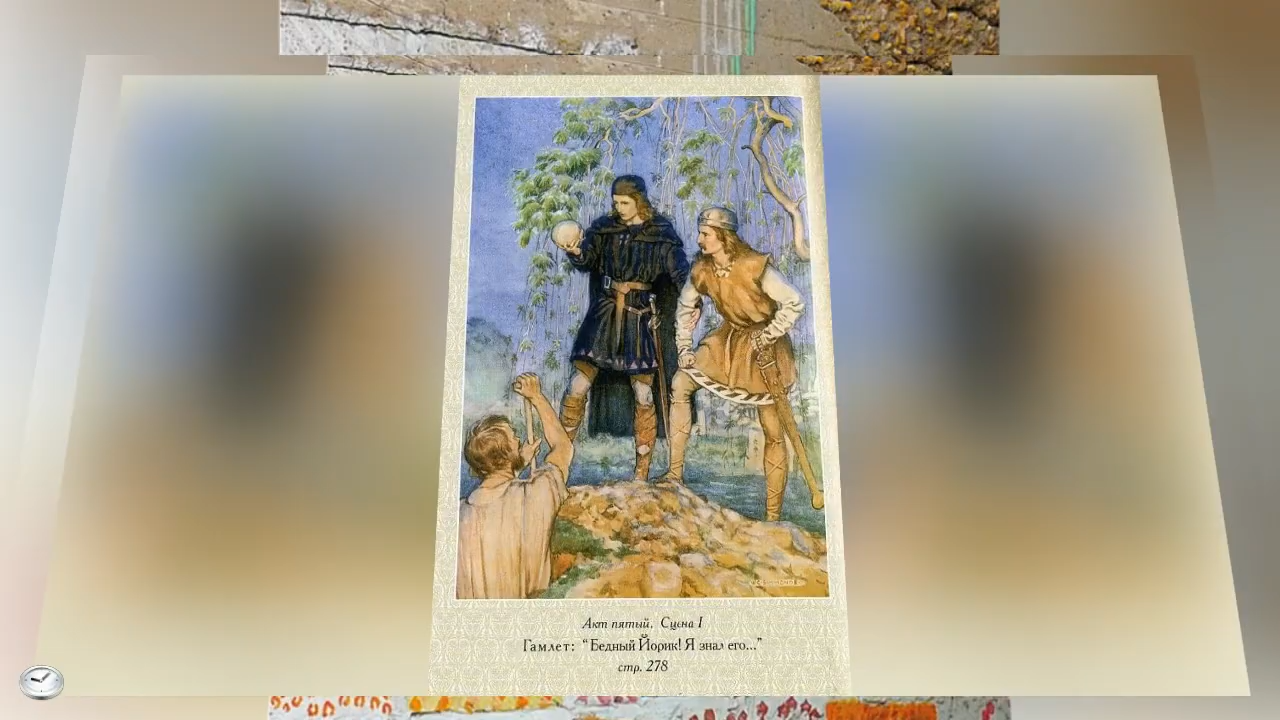 Акт пятый. Сцена I
Гамлет: “Бедный Йорик! Я знал его...”
стр. 278